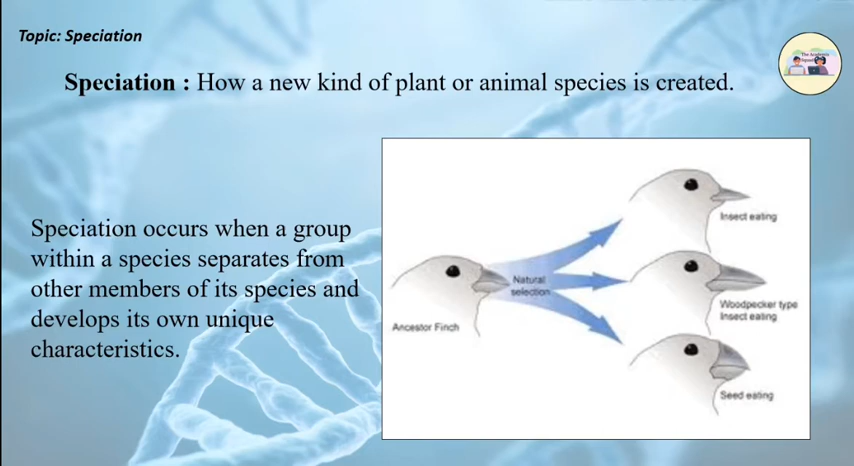 Topic: Speciation
Speciation : How a new kind of plant or animal species is created.
The Academic
Speciation occurs when a group
within a species separates from
other members of its species and
develops its own unique
characteristics.
Ancestor Finch
Natural
selection
Insect eating
Woodpecker type
Insect eating
Seed eating